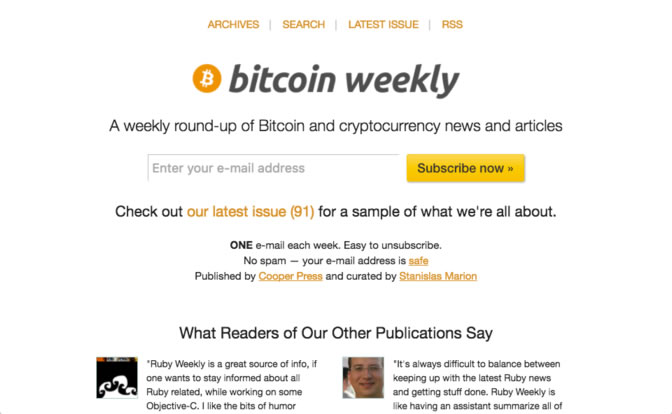 ARCHIVES | SEARCH | LATEST ISSUE | RSS
bitcoin weekly
A weekly round-up of Bitcoin and cryptocurrency news and articles
Enter your e-mail address
Subscribe now »
Check out our latest issue (91) for a sample of what we're all about.
ONE e-mail each week. Easy to unsubscribe.
No spam — your e-mail address is safe
Published by Cooper Press and curated by Stanislas Marion
What Readers of Our Other Publications Say
"Ruby Weekly is a great source of info, if
one wants to stay informed about all
Ruby related, while working on some
Objective-C. I like the bits of humor
"It's always difficult to balance between
keeping up with the latest Ruby news
and getting stuff done. Ruby Weekly is
like having an assistant summarize all of